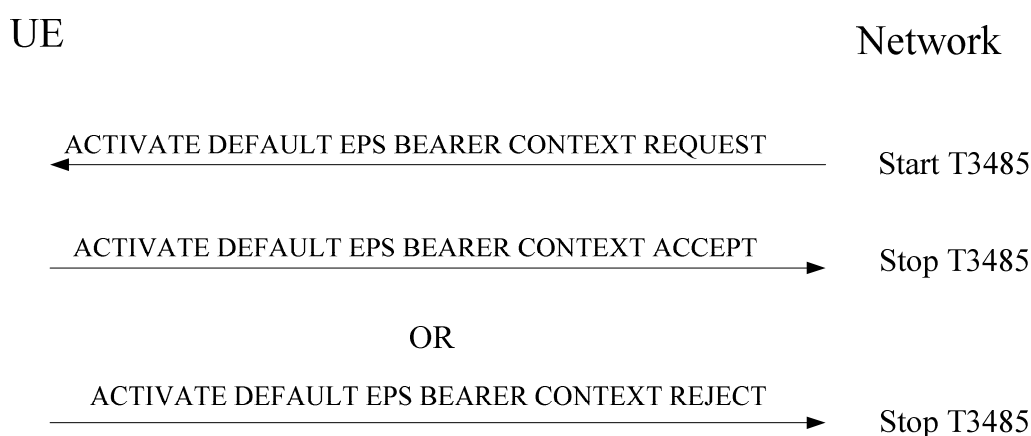 UE
Network
ACTIVATE DEFAULT EPS BEARER CONTEXT REQUEST
Start T3485
ACTIVATE DEFAULT EPS BEARER CONTEXT ACCEPT
Stop T3485
OR
ACTIVATE DEFAULT EPS BEARER CONTEXT REJECT
Stop T3485